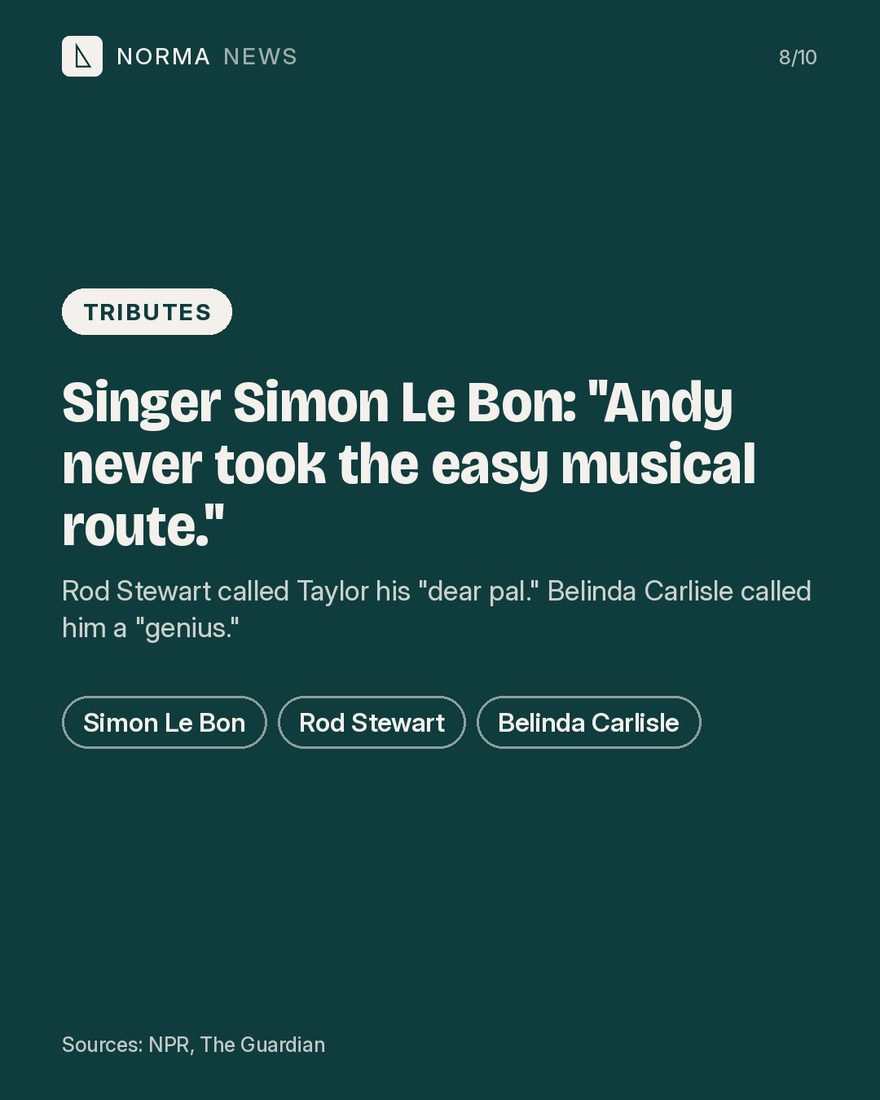 NORMA NEWS
8/10
TRIBUTES
Singer Simon Le Bon: "Andy
never took the easy musical
route."
Rod Stewart called Taylor his "dear pal." Belinda Carlisle called
him a "genius."
Simon Le Bon
Rod Stewart
Belinda Carlisle
Sources: NPR, The Guardian